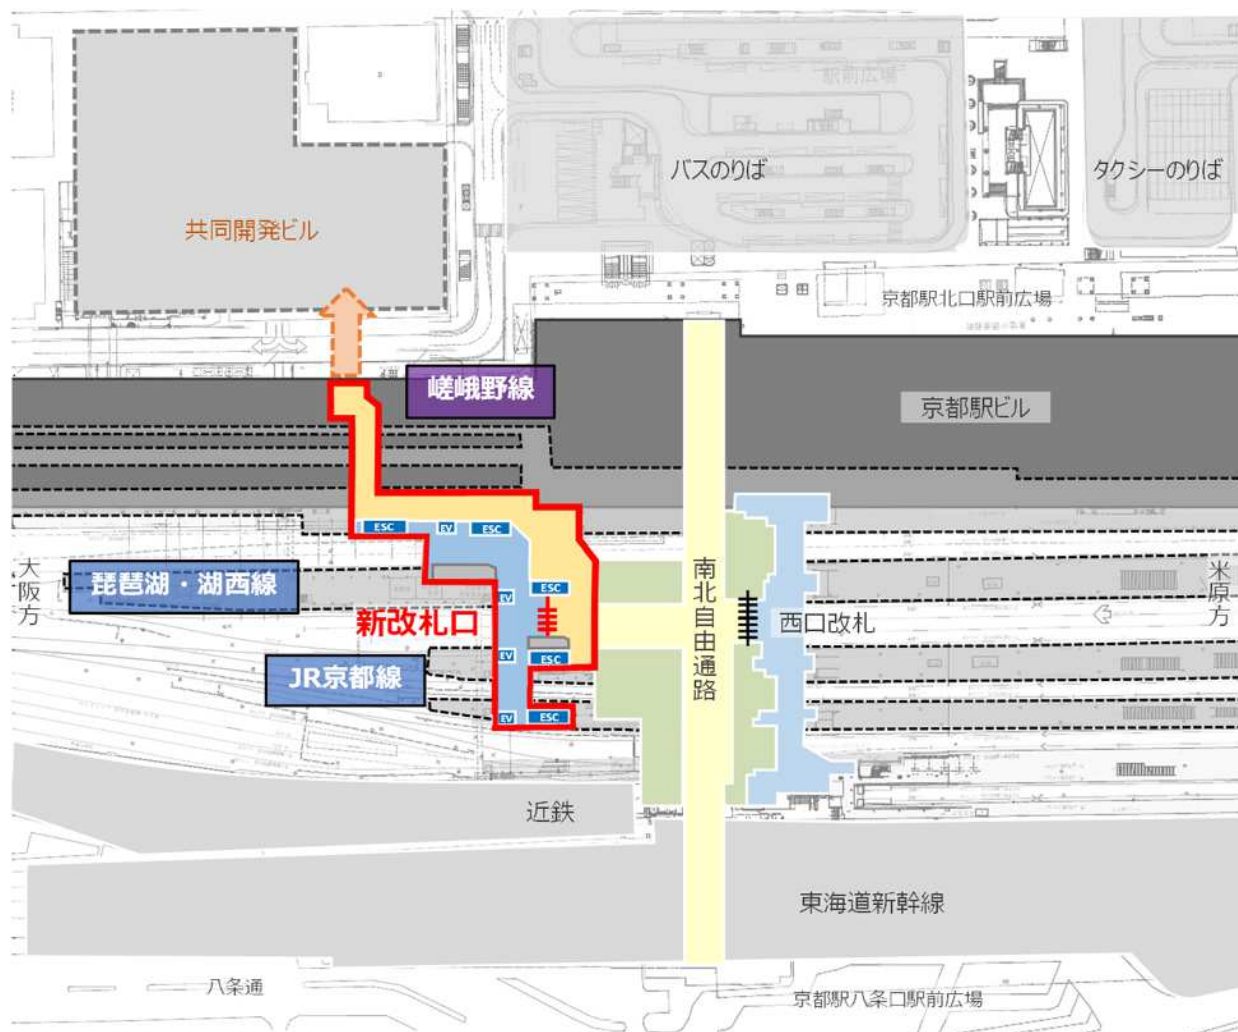 駅前広場
バスのりば
タクシーのりば
共同開発ビル
京都駅北口駅前広場
嵯峨野線
京都駅ビル
ESC
EV
ESC
大阪方
琵琶湖・湖西線
EV
ESC
新改札口
南北自由通路
西口改札
米原方
JR京都線
EV
ESC
EV
ESC
近鉄
東海道新幹線
八条通
京都駅八条口駅前広場